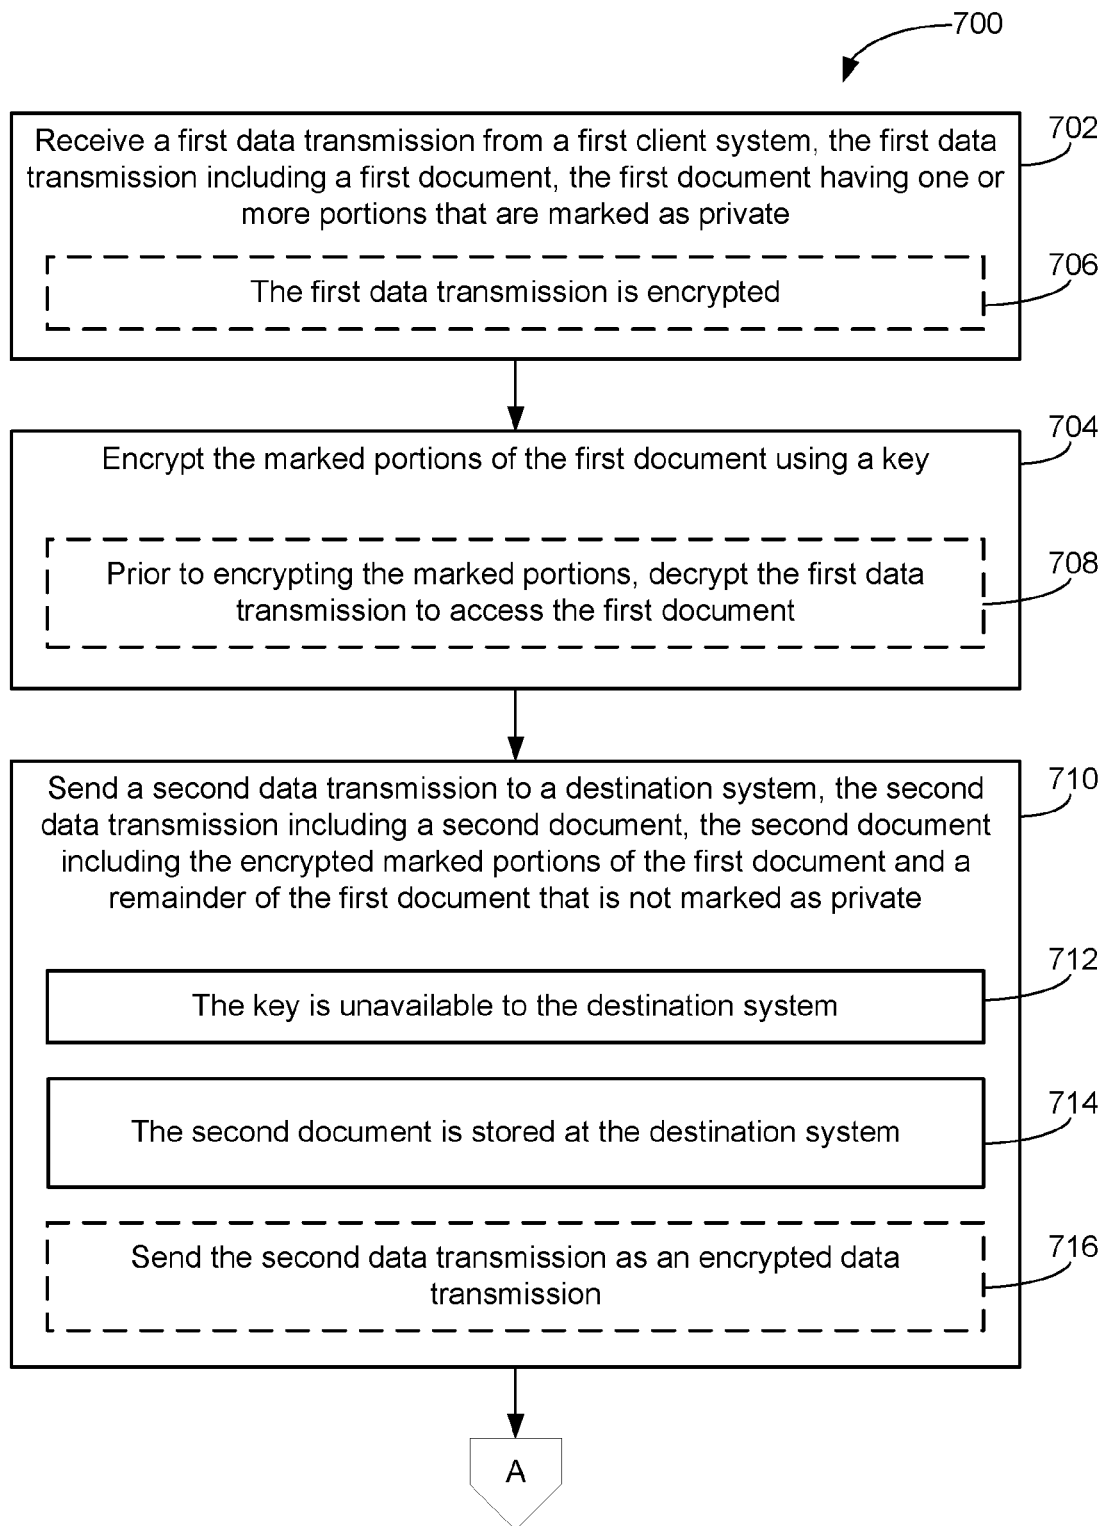 700
702
Receive a first data transmission from a first client system, the first data
transmission including a first document, the first document having one or
more portions that are marked as private
706
The first data transmission is encrypted
704
Encrypt the marked portions of the first document using a key
708
Prior to encrypting the marked portions, decrypt the first data
transmission to access the first document
710
Send a second data transmission to a destination system, the second
data transmission including a second document, the second document
including the encrypted marked portions of the first document and a
remainder of the first document that is not marked as private
712
The key is unavailable to the destination system
714
The second document is stored at the destination system
716
Send the second data transmission as an encrypted data
transmission
A